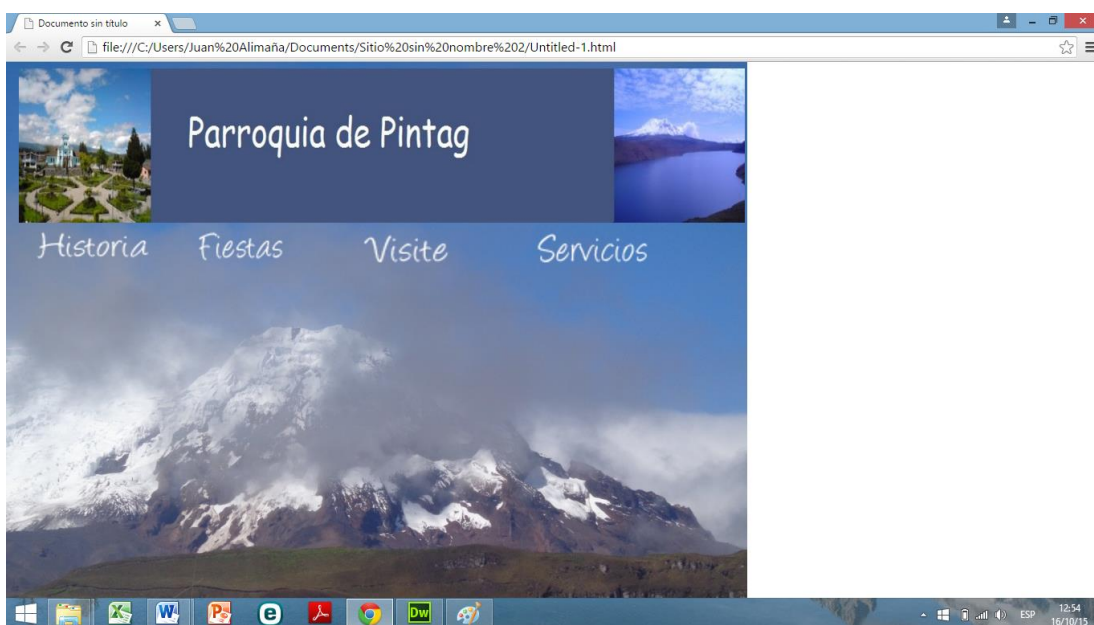 Documento sin título
file:///C:/Users/Juan%20Alimaña/Documents/Sitio%20sin%20nombre%202/Untitled-1.html
Parroquia de Pintag
Historia Fiestas Visite Servicios
ESP 12:54
16/10/15